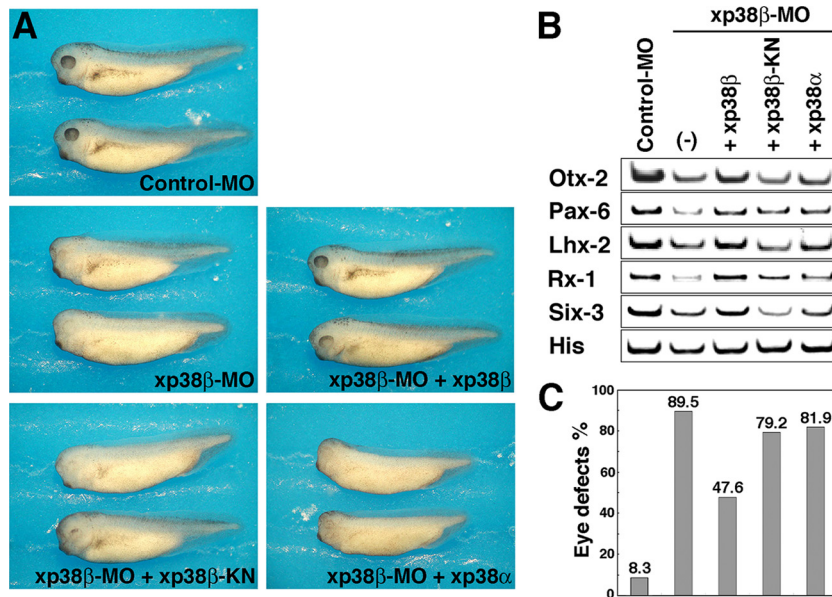 A
Control-MO
xp38β-MO
xp38β-MO + xp38β
xp38β-MO + xp38β-KN
xp38β-MO + xp38α
B
xp38β-MO
Control-MO
(-)
+ xp38β
+ xp38β-KN
+ xp38α
Otx-2
Pax-6
Lhx-2
Rx-1
Six-3
His
C
Eye defects %
100
80
60
40
20
0
8.3
89.5
47.6
79.2
81.9